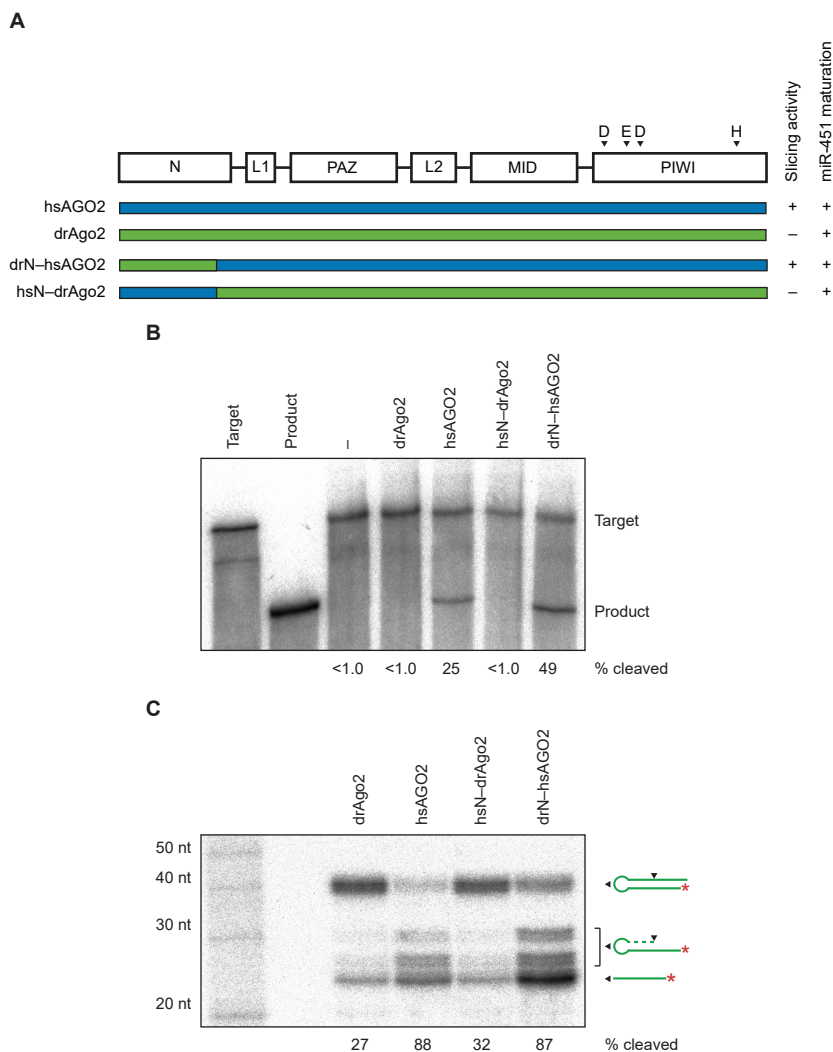 A
Slicing activity
miR-451 maturation
D E D H
N L1 PAZ L2 MID PIWI
hsAGO2 + +
drAgo2 – +
drN–hsAGO2 + +
hsN–drAgo2 – +
B
Target
Product
–
drAgo2
hsAGO2
hsN–drAgo2
drN–hsAGO2
Target
Product
<1.0 <1.0 25 <1.0 49 % cleaved
C
drAgo2
hsAGO2
hsN–drAgo2
drN–hsAGO2
50 nt
40 nt
*
30 nt
*
*
20 nt
27 88 32 87 % cleaved